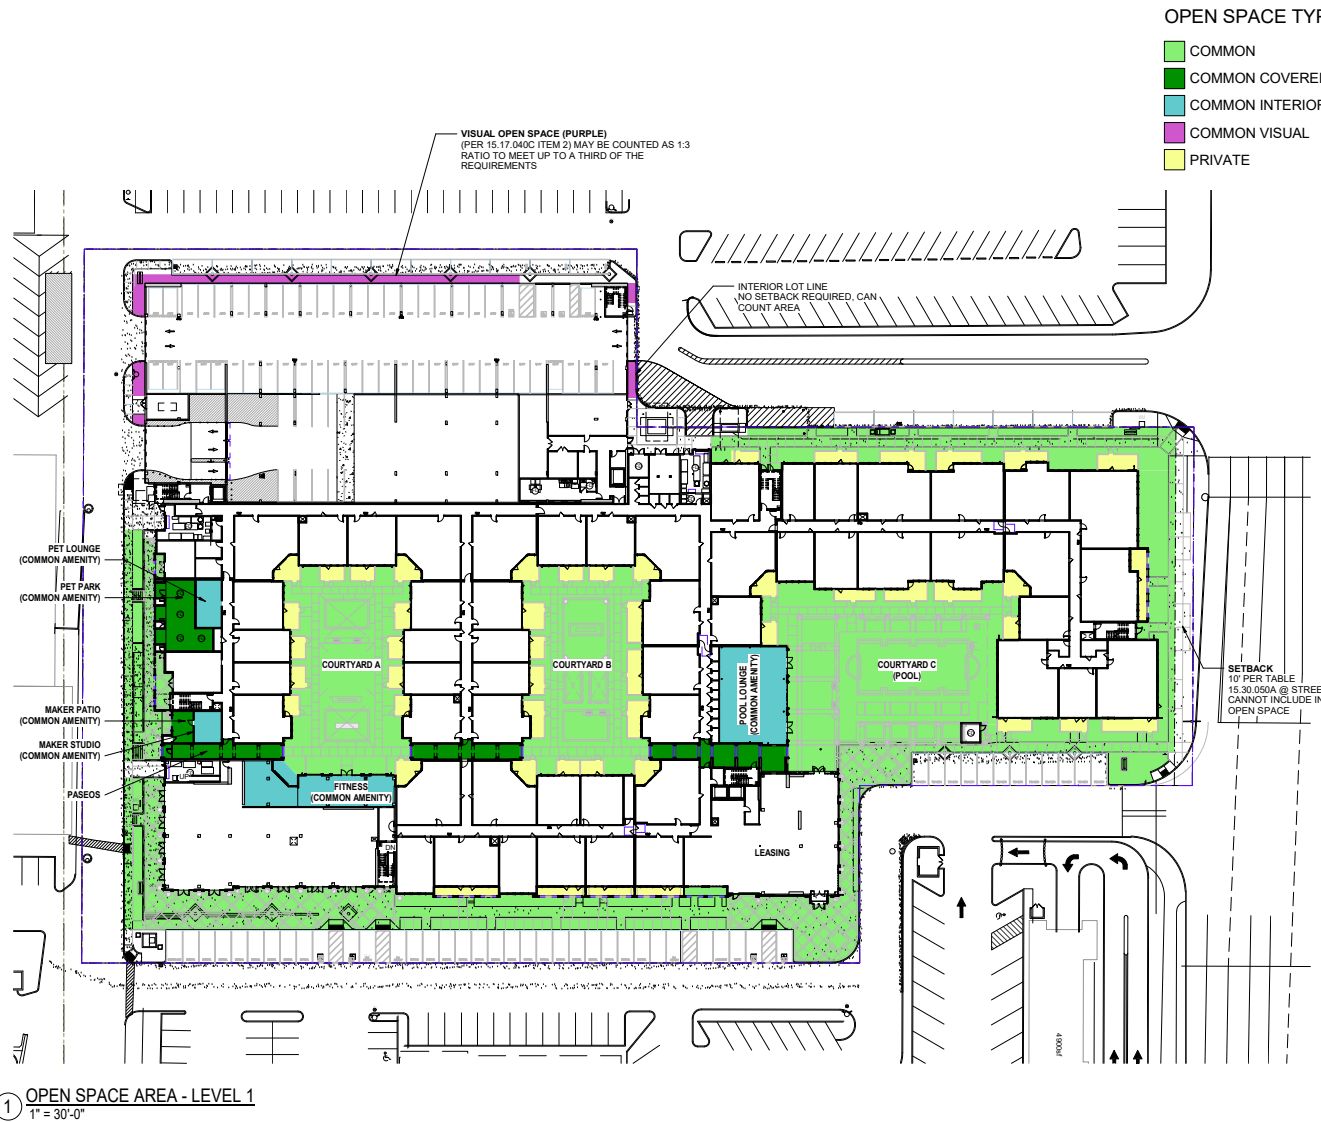 OPEN SPACE TYP
COMMON
COMMON COVERE
COMMON INTERIOR
COMMON VISUAL
PRIVATE
VISUAL OPEN SPACE (PURPLE)
(PER 15.17.040C ITEM 2) MAY BE COUNTED AS 1:3
RATIO TO MEET UP TO A THIRD OF THE
REQUIREMENTS
INTERIOR LOT LINE
NO SETBACK REQUIRED, CAN
COUNT AREA
PET LOUNGE
(COMMON AMENITY)
PET PARK
(COMMON AMENITY)
MAKER PATIO
(COMMON AMENITY)
MAKER STUDIO
(COMMON AMENITY)
PASEOS
UP
COURTYARD A
COURTYARD B
POOL LOUNGE
(COMMON AMENITY)
COURTYARD C
(POOL)
SETBACK
10' PER TABLE
15.30.050A @ STREE
CANNOT INCLUDE IN
OPEN SPACE
FITNESS
(COMMON AMENITY)
DN
LEASING
4 900sf
1
OPEN SPACE AREA - LEVEL 1
1" = 30'-0"